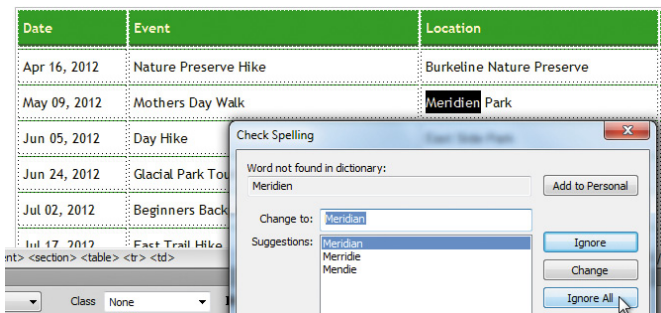 Date Event Location
Apr 16, 2012 Nature Preserve Hike Burkeline Nature Preserve
May 09, 2012 Mothers Day Walk Meridien Park
Jun 05, 2012 Day Hike
Check Spelling
Jun 24, 2012 Glacial Park Tou
Word not found in dictionary:
Meridien Add to Personal
Jul 02, 2012 Beginners Back
Change to: Meridian
Jul 17, 2012 East Trail Hike
Suggestions: Meridian Ignore
Merridie
Mendie Change
Ignore All
ent> <section> <table> <tr> <td>
Class None